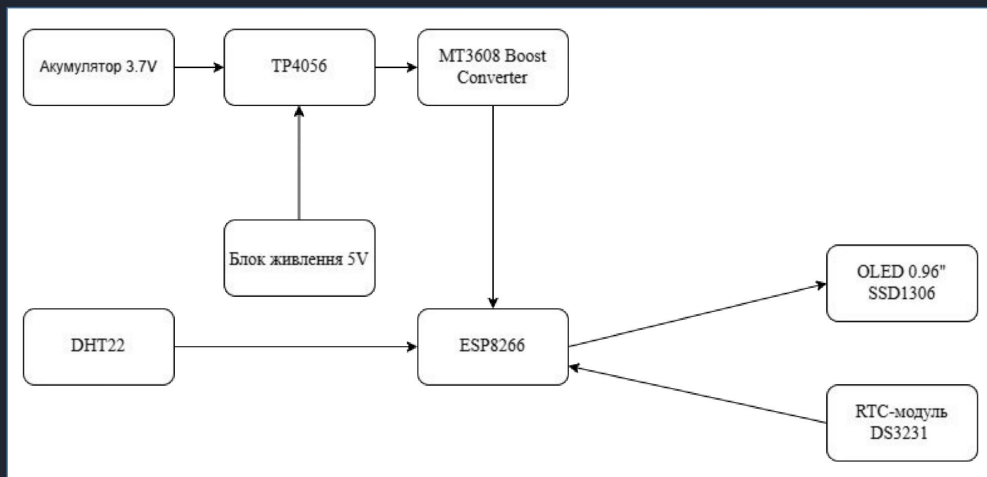 Акумулятор 3.7V
TP4056
MT3608 Boost
Converter
Блок живлення 5V
OLED 0.96"
SSD1306
DHT22
ESP8266
RTC-модуль
DS3231